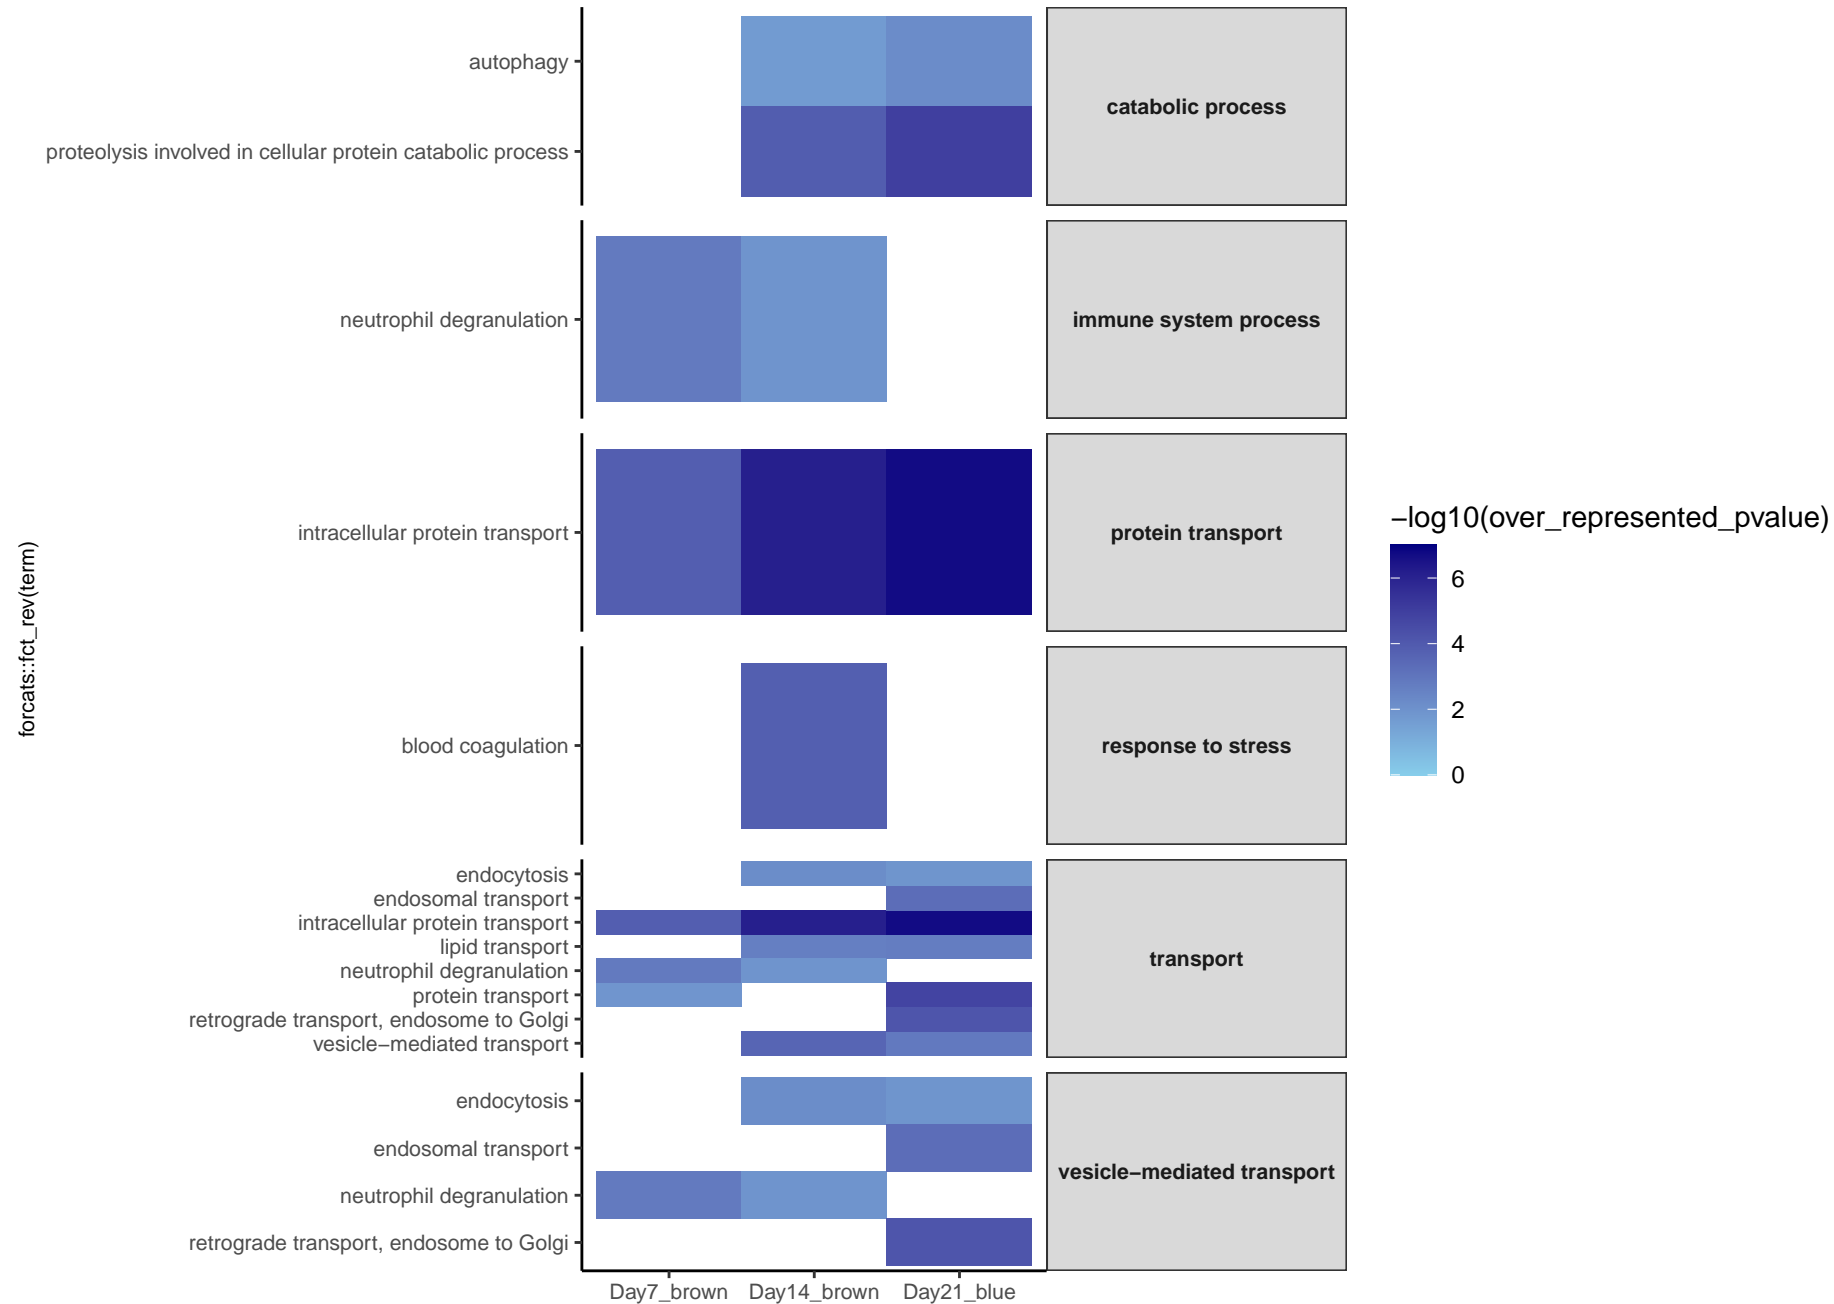 autophagy
proteolysis involved in cellular protein catabolic process
catabolic process
neutrophil degranulation
immune system process
intracellular protein transport
protein transport
blood coagulation
response to stress
endocytosis
endosomal transport
intracellular protein transport
lipid transport
neutrophil degranulation
protein transport
retrograde transport, endosome to Golgi
vesicle−mediated transport
transport
endocytosis
endosomal transport
neutrophil degranulation
retrograde transport, endosome to Golgi
vesicle−mediated transport
Day7_brown
Day14_brown
Day21_blue
forcats::fct_rev(term)
−log10(over_represented_pvalue)
6
4
2
0